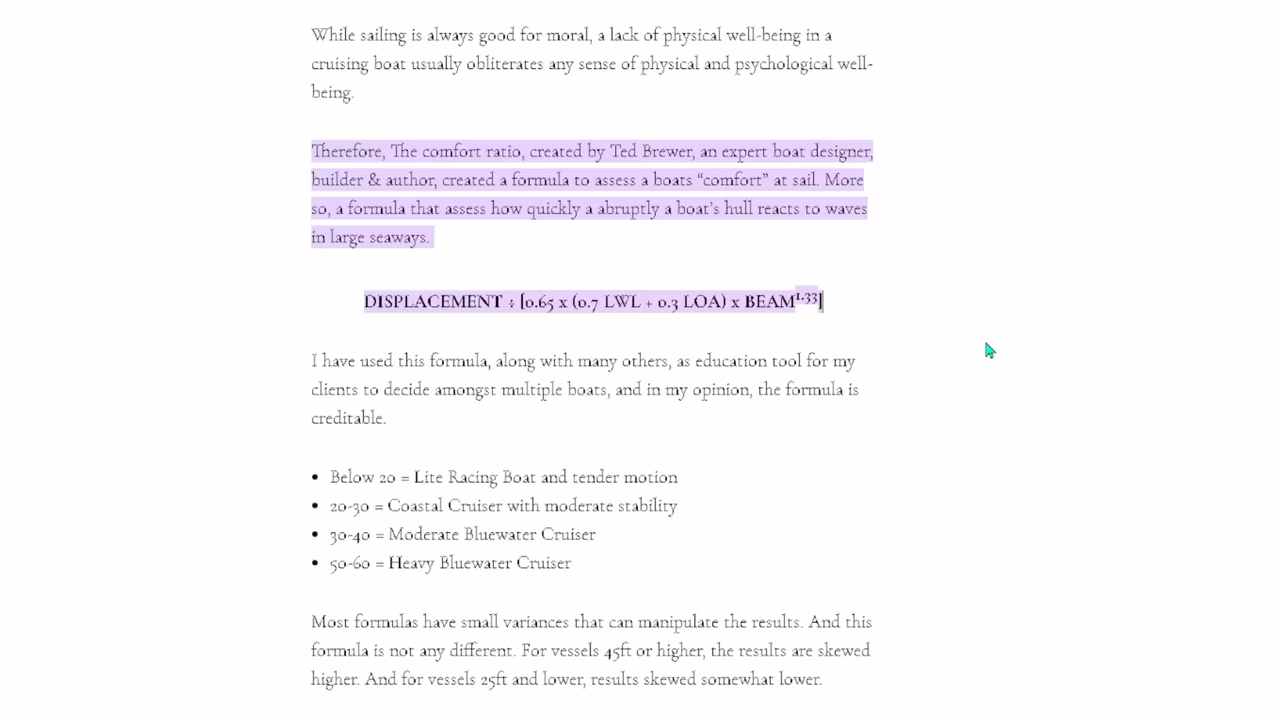 While sailing is always good for moral, a lack of physical well-being in a
cruising boat usually obliterates any sense of physical and psychological well-
being.
Therefore, The comfort ratio, created by Ted Brewer, an expert boat designer,
builder & author, created a formula to assess a boats “comfort” at sail. More
so, a formula that assess how quickly a abruptly a boat’s hull reacts to waves
in large seaways.
DISPLACEMENT ÷ [0.65 x (0.7 LWL + 0.3 LOA) x BEAM^1.33]
I have used this formula, along with many others, as education tool for my
clients to decide amongst multiple boats, and in my opinion, the formula is
creditable.
• Below 20 = Lite Racing Boat and tender motion
• 20-30 = Coastal Cruiser with moderate stability
• 30-40 = Moderate Bluewater Cruiser
• 50-60 = Heavy Bluewater Cruiser
Most formulas have small variances that can manipulate the results. And this
formula is not any different. For vessels 45ft or higher, the results are skewed
higher. And for vessels 25ft and lower, results skewed somewhat lower.